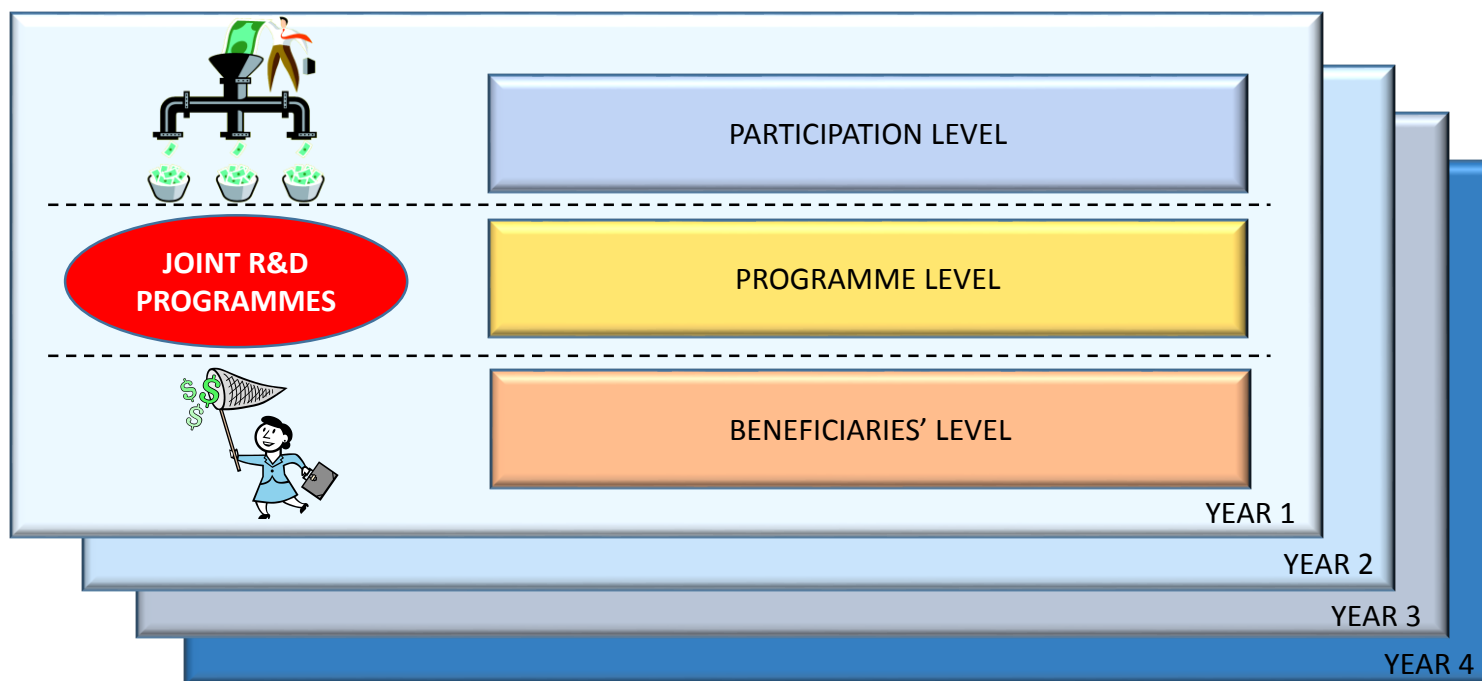 PARTICIPATION LEVEL
JOINT R&D
PROGRAMMES
PROGRAMME LEVEL
$ $
$
BENEFICIARIES’ LEVEL
YEAR 1
YEAR 2
YEAR 3
YEAR 4